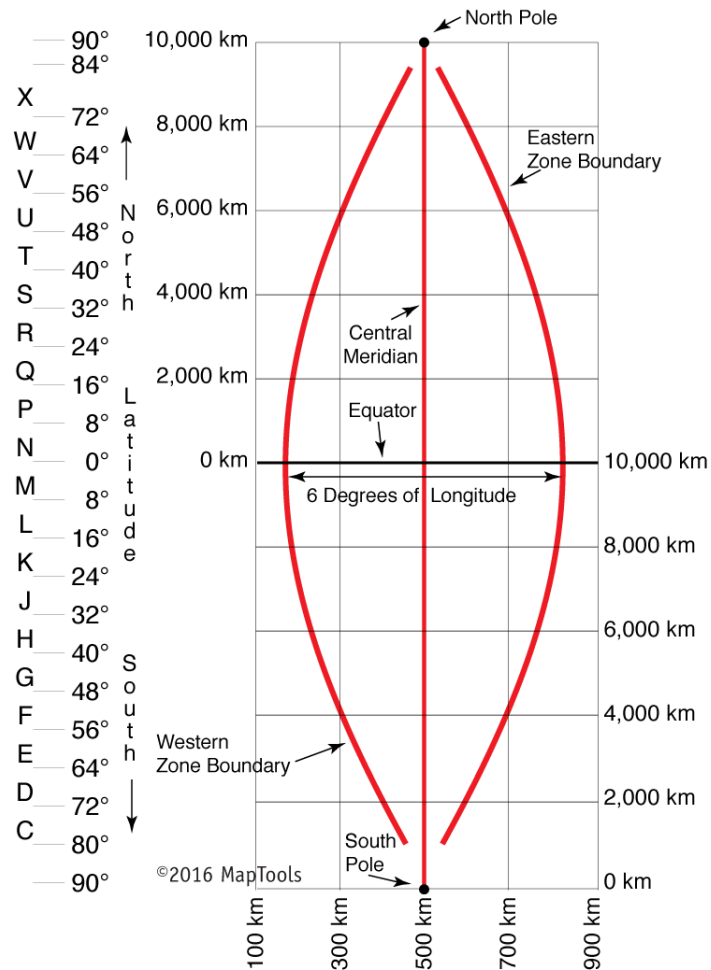 North Pole
90°
84°
X
72°
W
64°
V
56°
U
48°
T
40°
S
32°
R
24°
Q
16°
P
8°
N
0°
M
8°
L
16°
K
24°
J
32°
H
40°
G
48°
F
56°
E
64°
D
72°
C
80°
90°
North
Latitude
South
10,000 km
8,000 km
6,000 km
4,000 km
2,000 km
0 km
Eastern
Zone Boundary
Central
Meridian
Equator
6 Degrees of Longitude
Western
Zone Boundary
South
Pole
©2016 MapTools
10,000 km
8,000 km
6,000 km
4,000 km
2,000 km
0 km
100 km
300 km
500 km
700 km
900 km